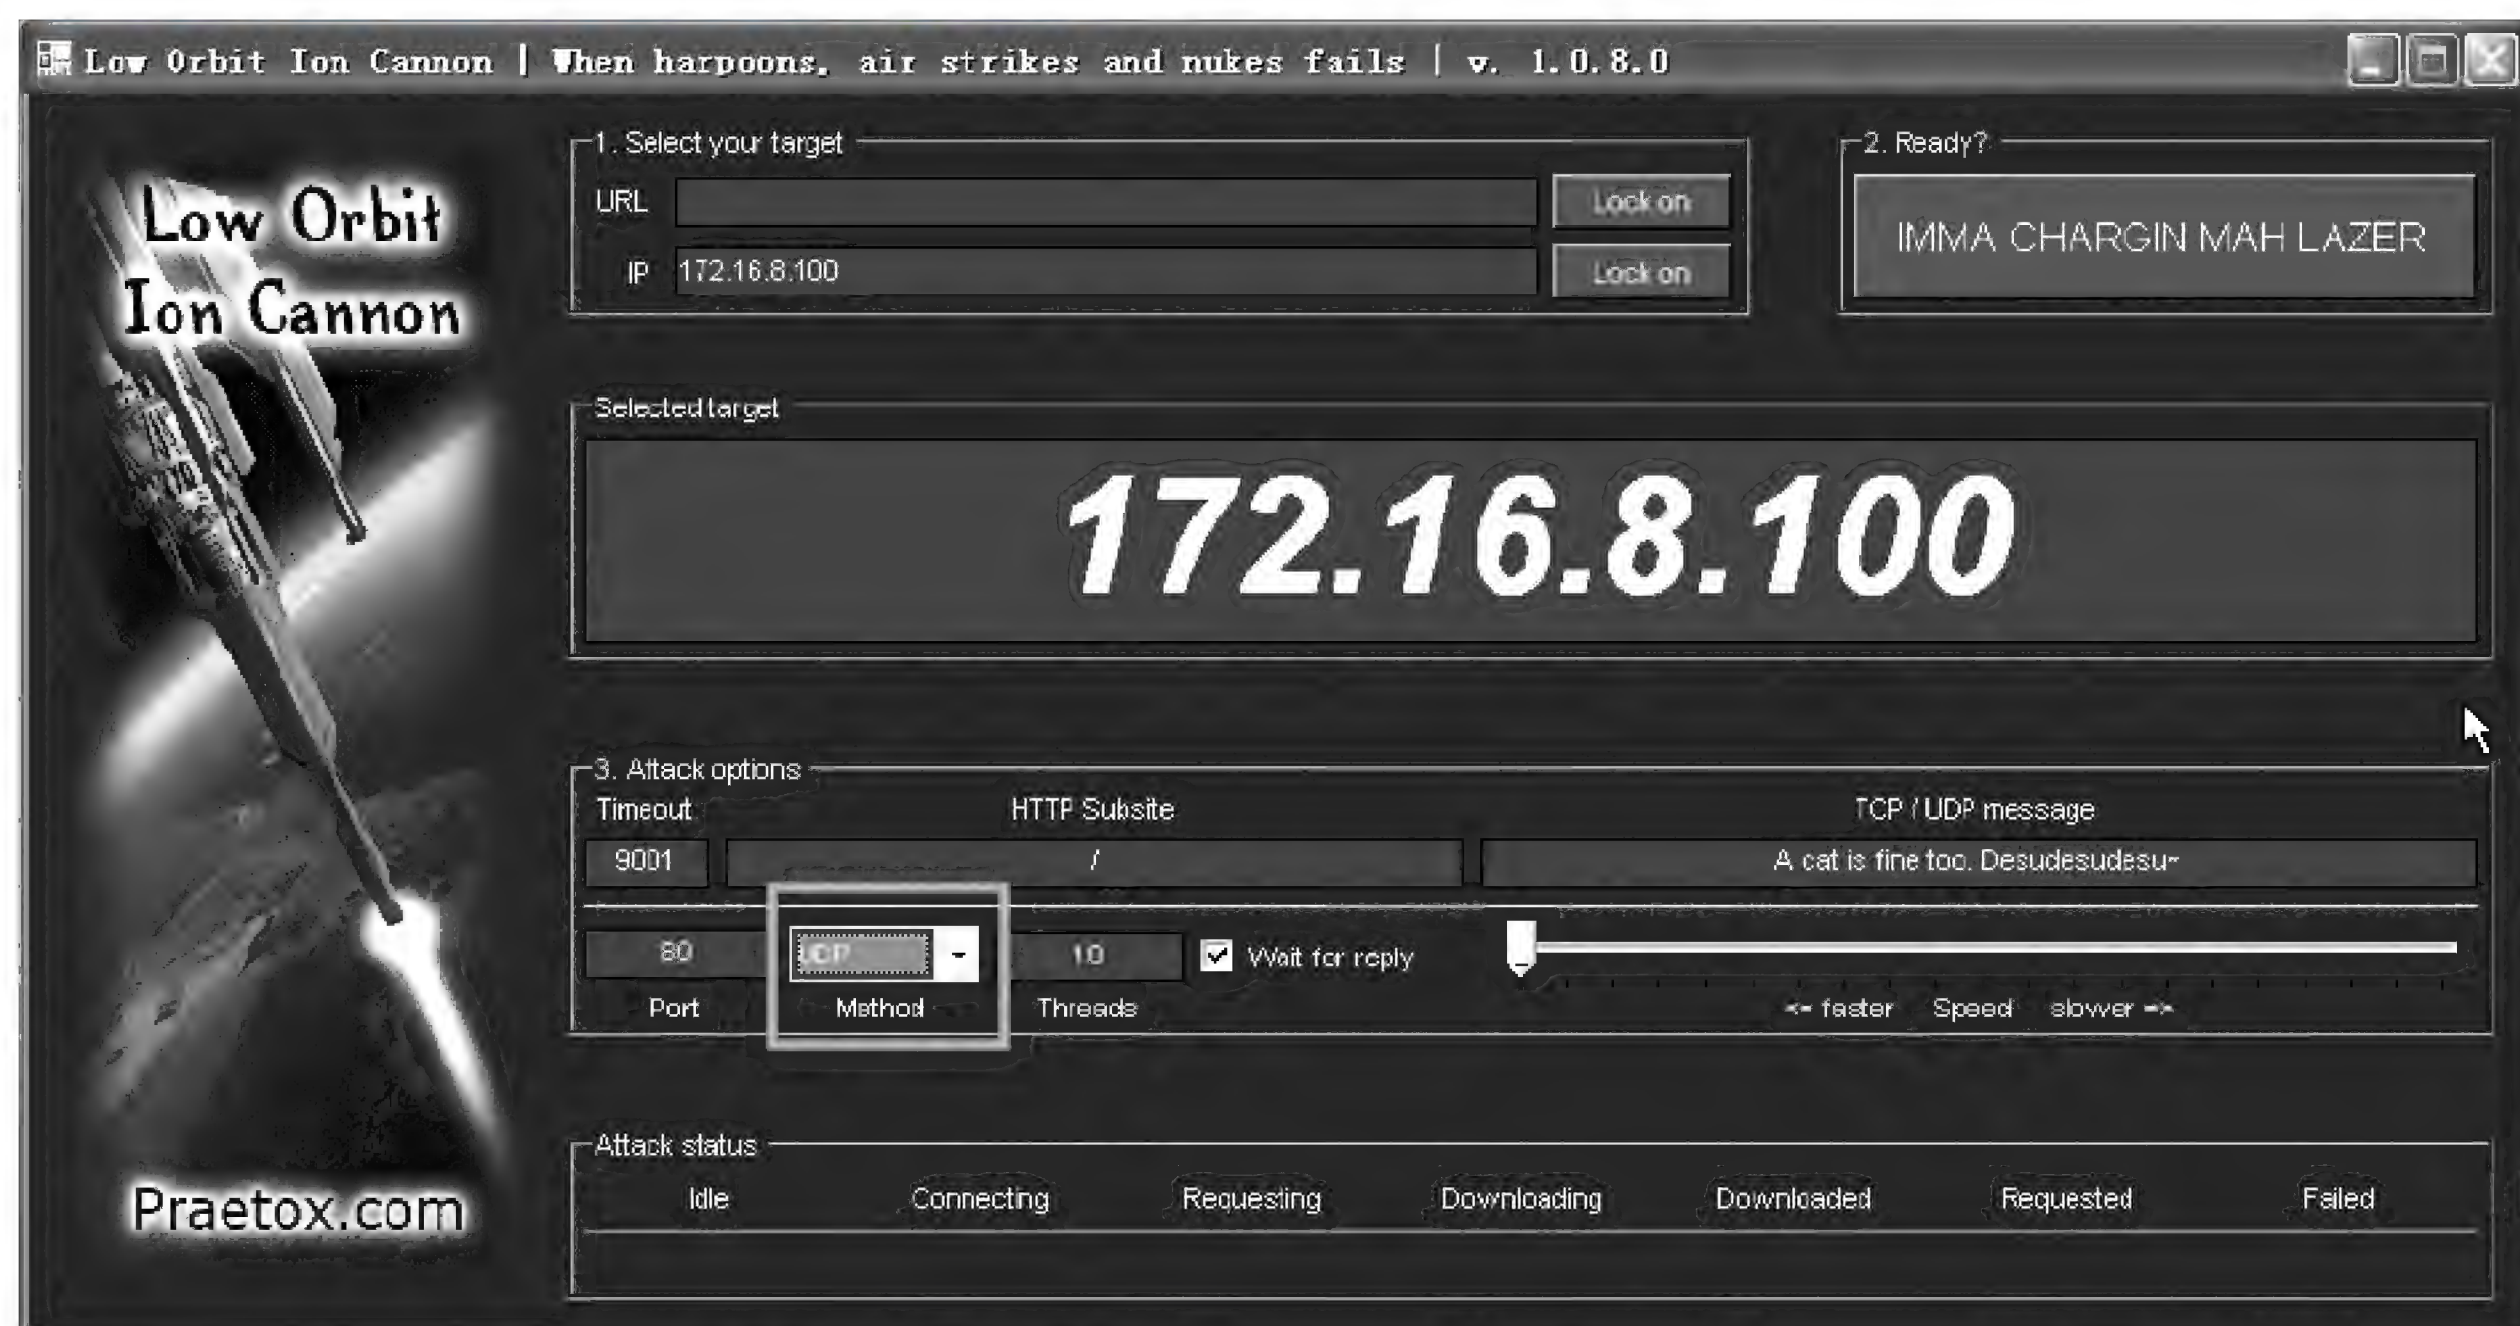 Low Orbit Ion Cannon | When harpoons, air strikes and nukes fails | v. 1.0.8.0
Low Orbit
Ion Cannon
Praetox.com
1. Select your target
URL
Lock on
IP 172.16.8.100
Lock on
2. Ready?
IMMA CHARGIN MAH LAZER
Selected target
172.16.8.100
3. Attack options
Timeout HTTP Subsite TCP / UDP message
9001 / A cat is fine too. Desudesudesu~
80 UDP 10 Wait for reply
Port Method Threads <= faster Speed slower =>
Attack status
Idle Connecting Requesting Downloading Downloaded Requested Failed